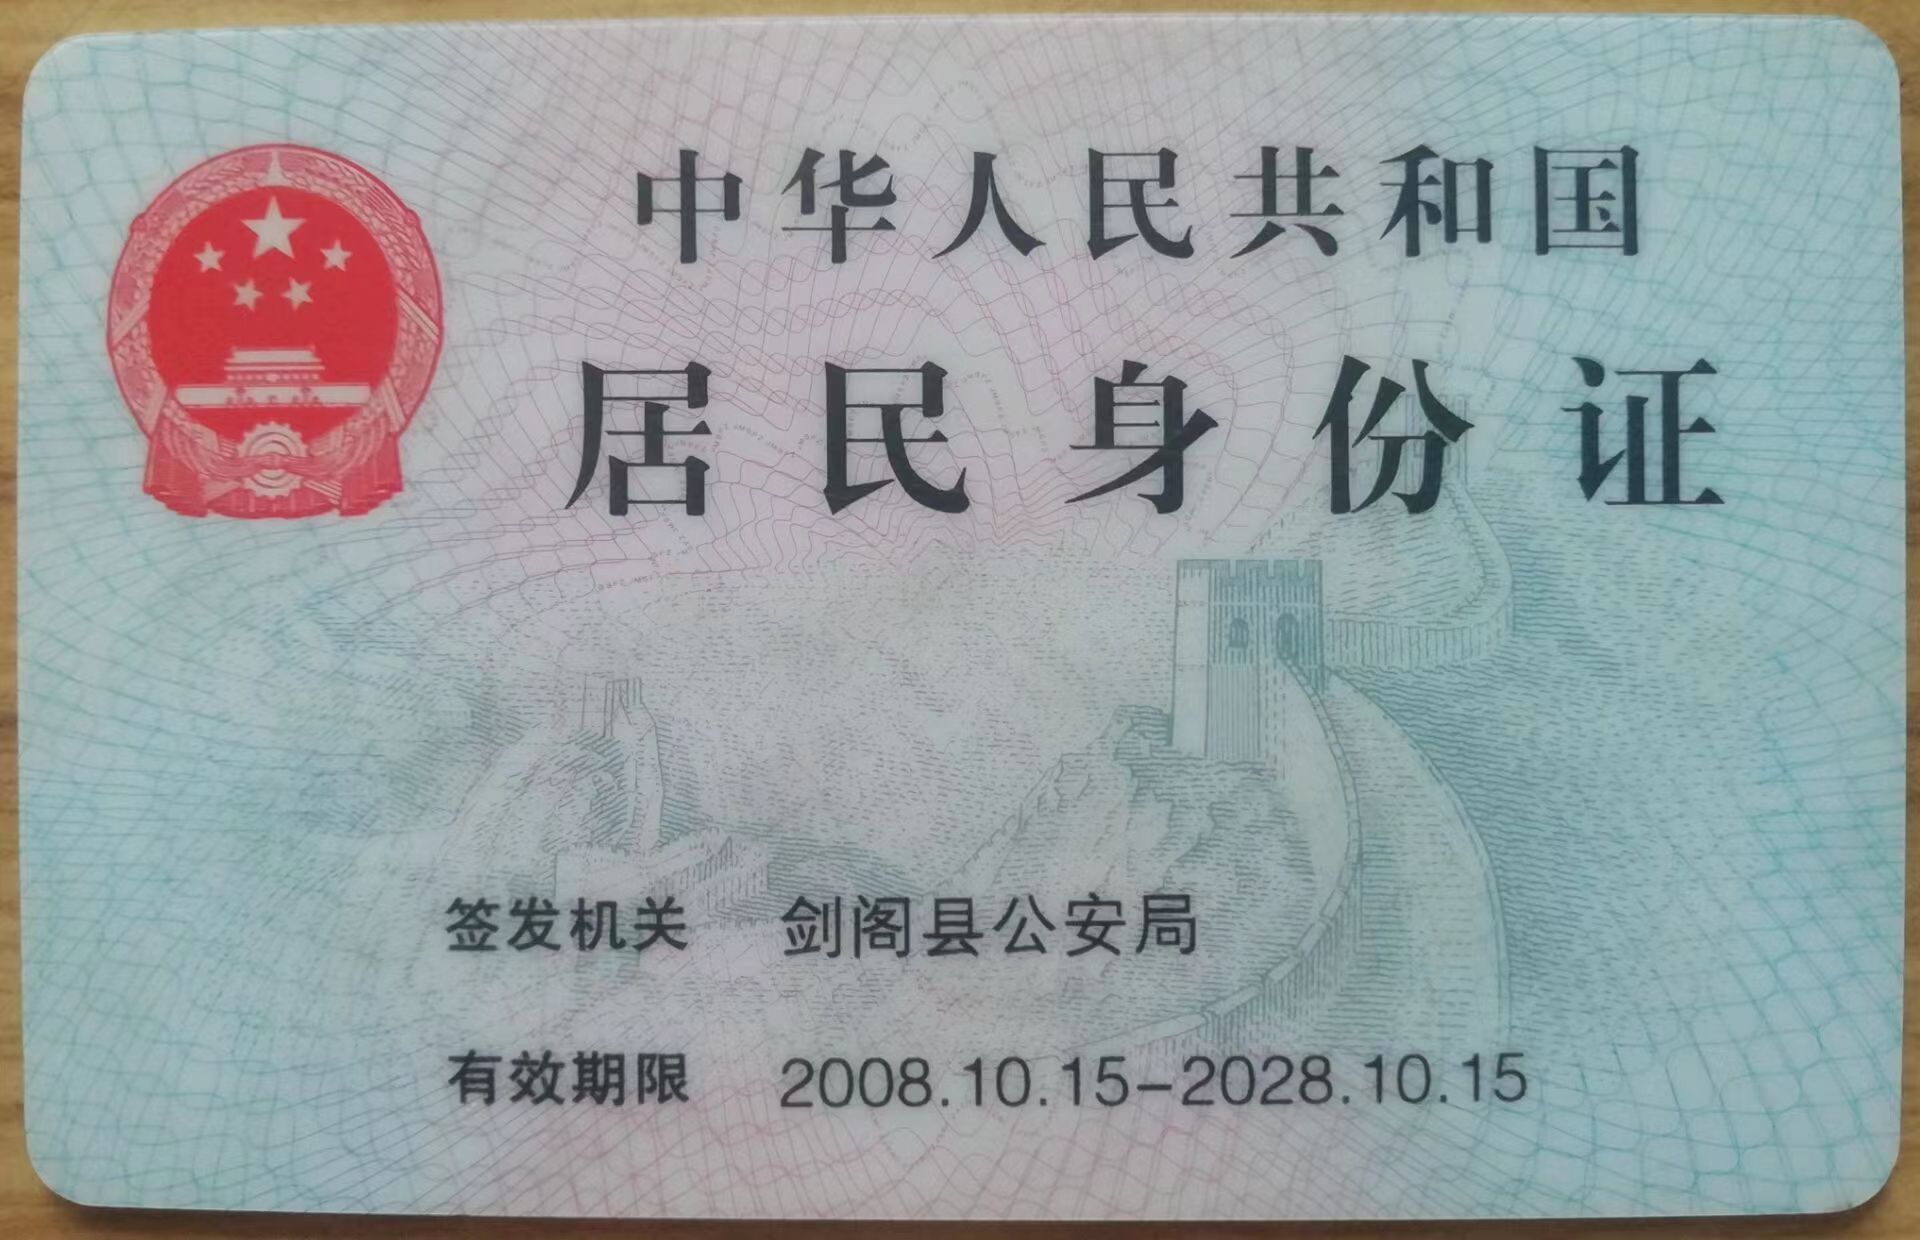 中华人民共和国
居民身份证
签发机关 剑阁县公安局
有效期限 2008.10.15-2028.10.15